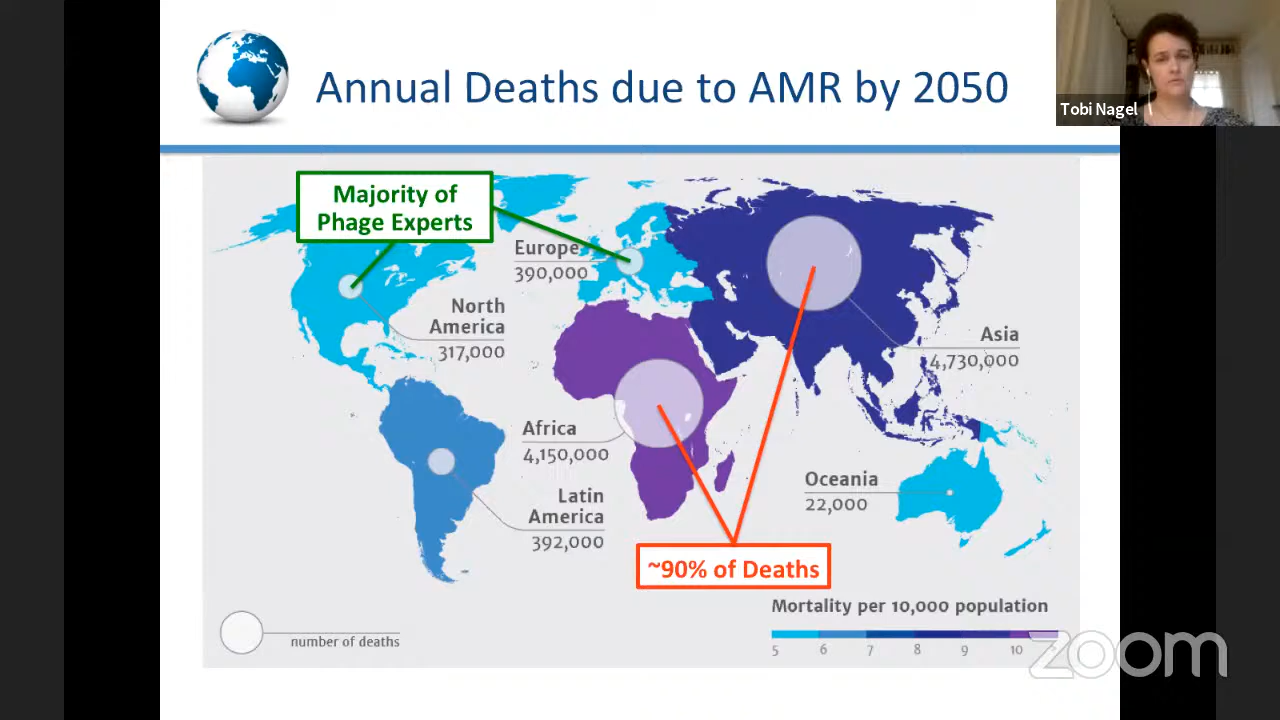 Annual Deaths due to AMR by 2050
Tobi Nagel
Majority of
Phage Experts
Europe
390,000
North
America
317,000
Asia
4,730,000
Africa
4,150,000
Latin
America
392,000
Oceania
22,000
~90% of Deaths
Mortality per 10,000 population
5 6 7 8 9 10
number of deaths
zoom